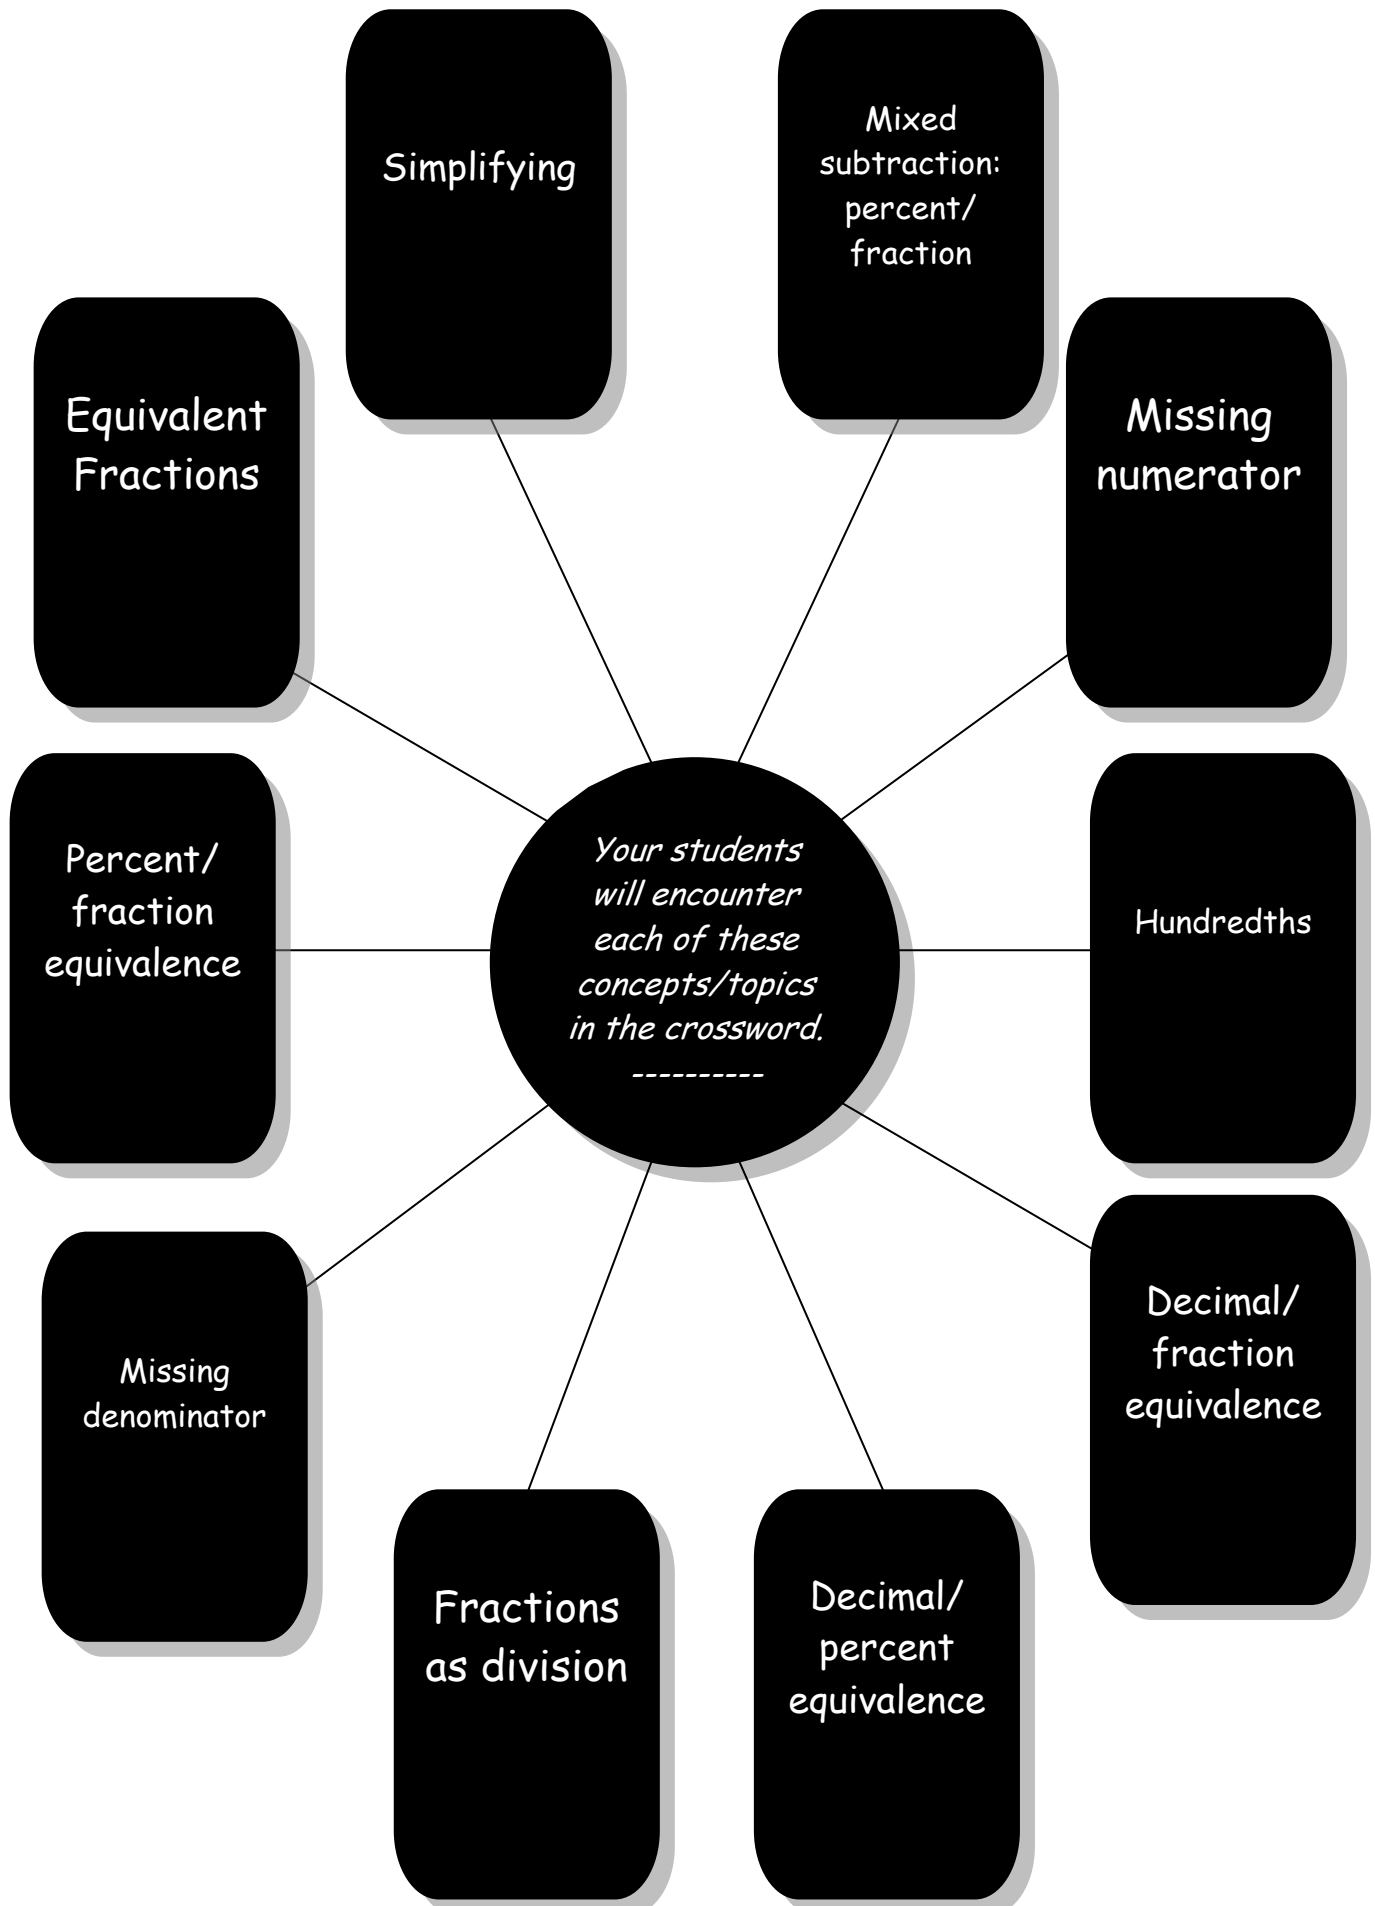 Simplifying
Mixed
subtraction:
percent/
fraction
Equivalent
Fractions
Missing
numerator
Percent/
fraction
equivalence
Your students
will encounter
each of these
concepts/topics
in the crossword.
----------
Hundredths
Decimal/
fraction
equivalence
Missing
denominator
Fractions
as division
Decimal/
percent
equivalence